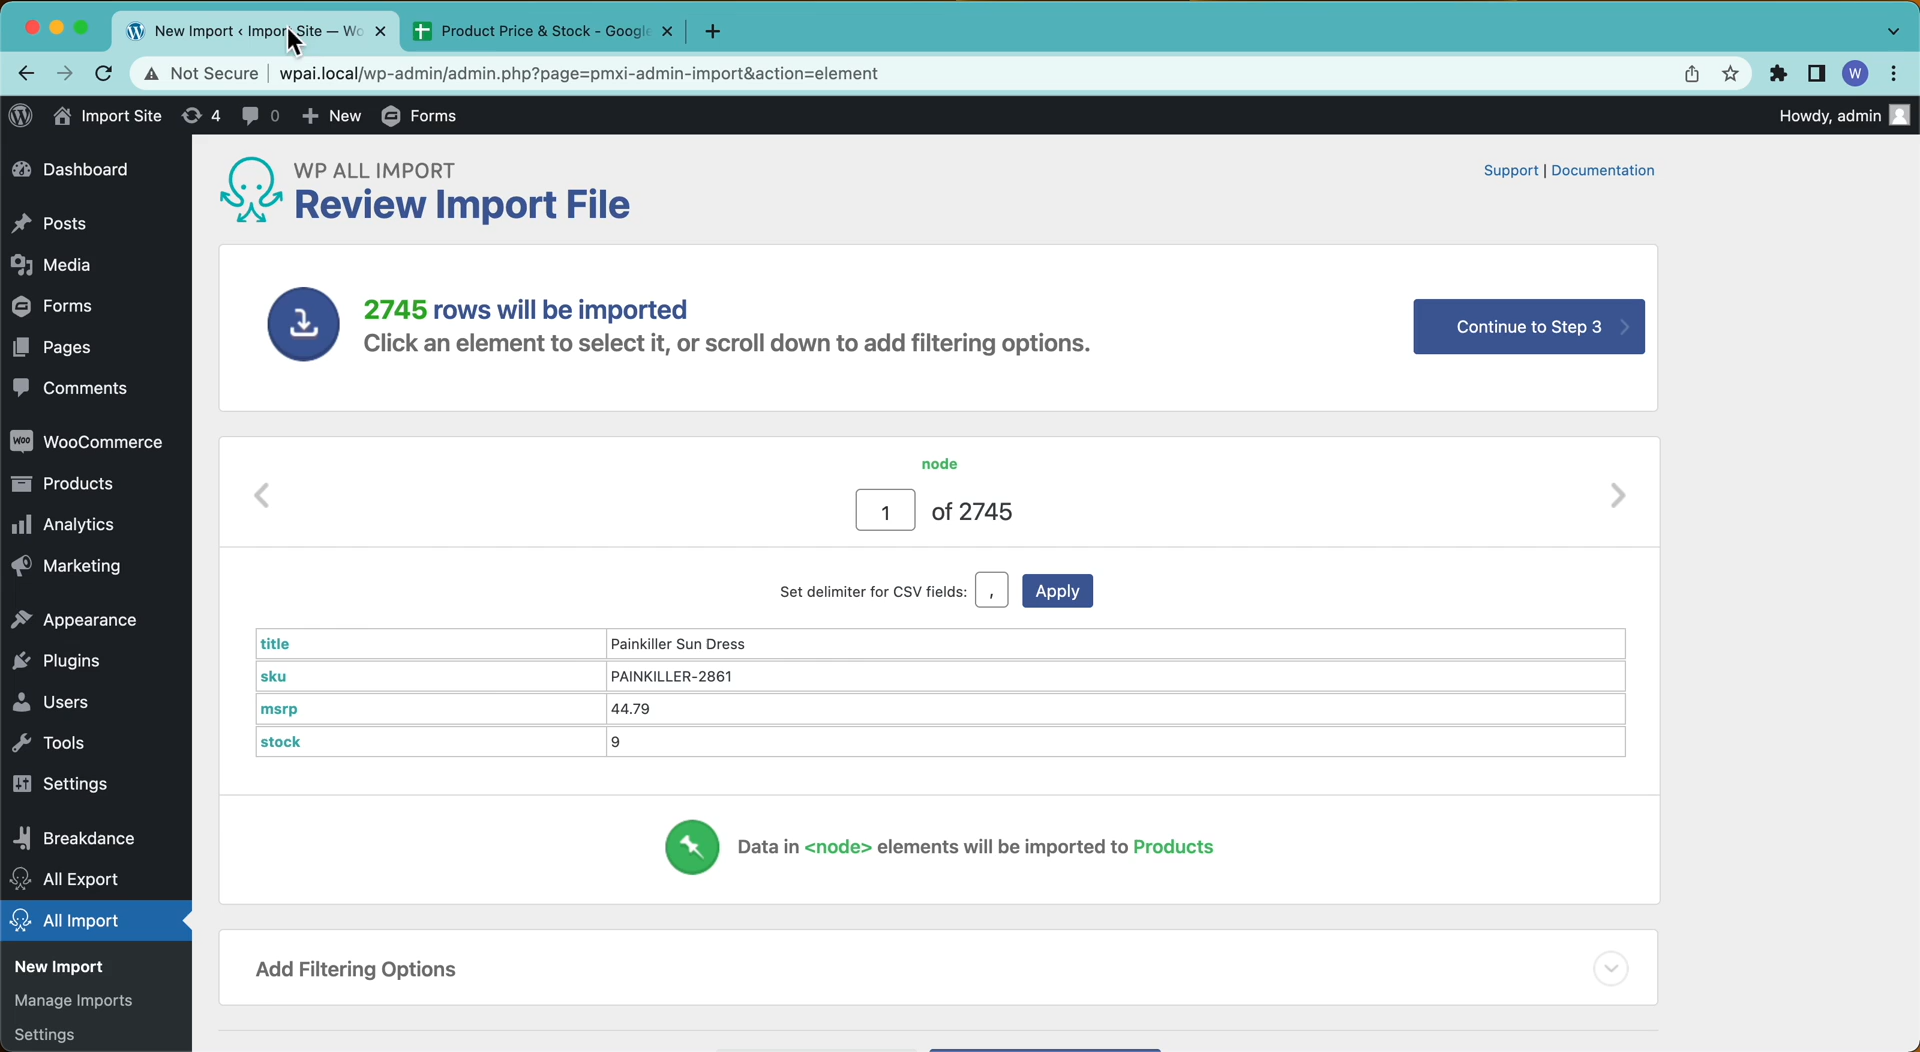 New Import ‹ Import Site — Wo
Product Price & Stock - Google
Not Secure
wpai.local/wp-admin/admin.php?page=pmxi-admin-import&action=element
W
Import Site
4
0
New
Forms
Howdy, admin
Dashboard
Posts
Media
Forms
Pages
Comments
WooCommerce
Products
Analytics
Marketing
Appearance
Plugins
Users
Tools
Settings
Breakdance
All Export
All Import
New Import
Manage Imports
Settings
WP ALL IMPORT
Review Import File
Support | Documentation
2745 rows will be imported
Click an element to select it, or scroll down to add filtering options.
Continue to Step 3
node
1 of 2745
Set delimiter for CSV fields: , Apply
title Painkiller Sun Dress
sku PAINKILLER-2861
msrp 44.79
stock 9
Data in <node> elements will be imported to Products
Add Filtering Options